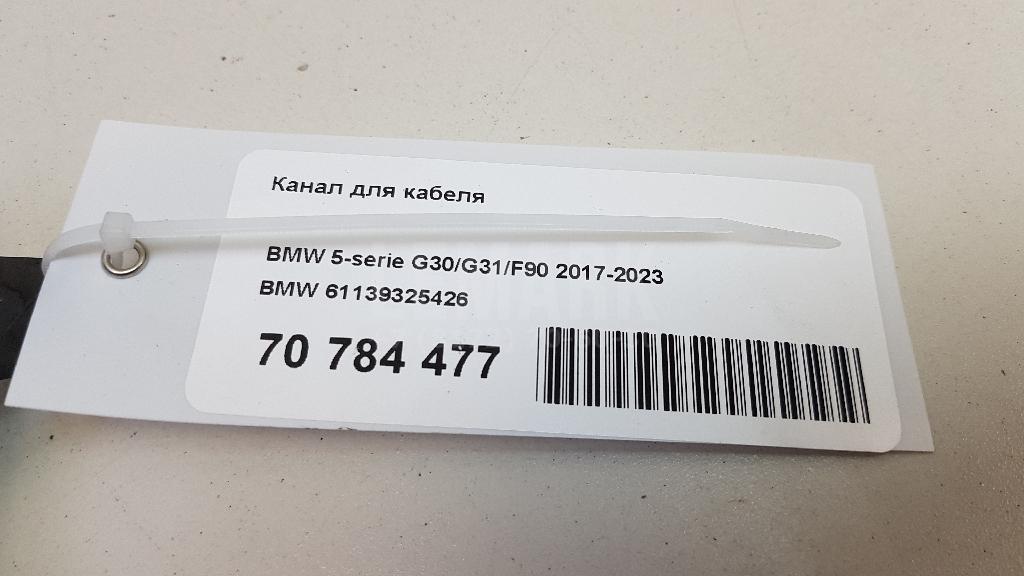 Канал для кабеля
BMW 5-serie G30/G31/F90 2017-2023
BMW 61139325426
70 784 477